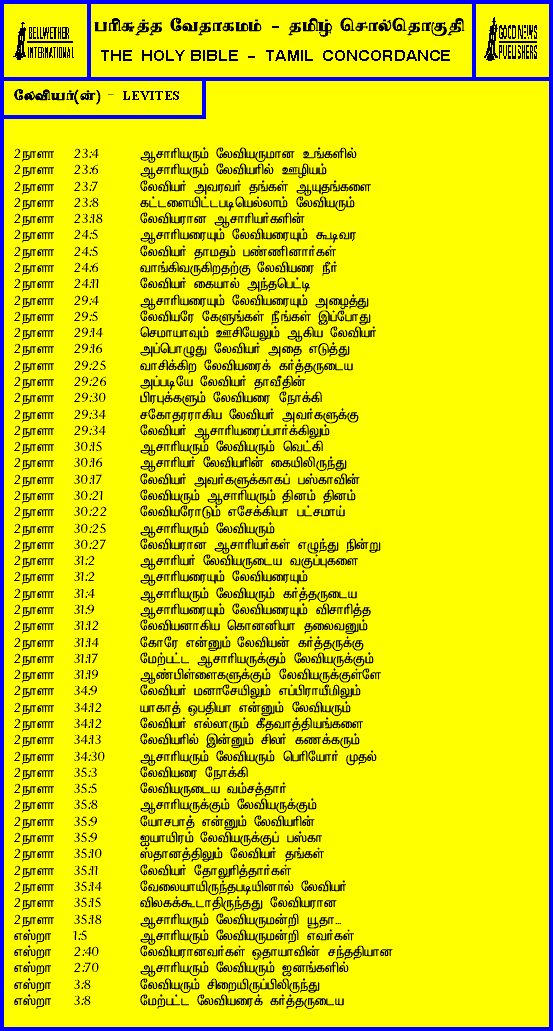 BELLWETHER
INTERNATIONAL
பரிசுத்த வேதாகமம் - தமிழ் சொல்தொகுதி
THE HOLY BIBLE - TAMIL CONCORDANCE
GOOD NEWS
PUBLISHERS
லேவியர்(ன்) - LEVITES
2நாளா 23:4 ஆசாரியரும் லேவியருமான உங்களில்
2நாளா 23:6 ஆசாரியரும் லேவியரில் ஊழியம்
2நாளா 23:7 லேவியர் அவரவர் தங்கள் ஆயுதங்களை
2நாளா 23:8 கட்டளையிட்டபடியெல்லாம் லேவியரும்
2நாளா 23:18 லேவியரான ஆசாரியர்களின்
2நாளா 24:5 ஆசாரியரையும் லேவியரையும் கூடிவர
2நாளா 24:5 லேவியர் தாமதம் பண்ணினார்கள்
2நாளா 24:6 வாங்கிவருகிறதற்கு லேவியரை நீர்
2நாளா 24:11 லேவியர் கையால் அந்தபெட்டி
2நாளா 29:4 ஆசாரியரையும் லேவியரையும் அழைத்து
2நாளா 29:5 லேவியரே கேளுங்கள் நீங்கள் இப்போது
2நாளா 29:14 செமாயாவும் ஊசியேலும் ஆகிய லேவியர்
2நாளா 29:16 அப்பொழுது லேவியர் அதை எடுத்து
2நாளா 29:25 வாசிக்கிற லேவியரைக் கர்த்தருடைய
2நாளா 29:26 அப்படியே லேவியர் தாவீதின்
2நாளா 29:30 பிரபுக்களும் லேவியரை நோக்கி
2நாளா 29:34 சகோதரராகிய லேவியர் அவர்களுக்கு
2நாளா 29:34 லேவியர் ஆசாரியரைப்பார்க்கிலும்
2நாளா 30:15 ஆசாரியரும் லேவியரும் வெட்கி
2நாளா 30:16 ஆசாரியர் லேவியரின் கையிலிருந்து
2நாளா 30:17 லேவியர் அவர்களுக்காகப் பஸ்காவின்
2நாளா 30:21 லேவியரும் ஆசாரியரும் தினம் தினம்
2நாளா 30:22 லேவியரோடும் எசேக்கியா பட்சமாய்
2நாளா 30:25 ஆசாரியரும் லேவியரும்
2நாளா 30:27 லேவியரான ஆசாரியர்கள் எழுந்து நின்று
2நாளா 31:2 ஆசாரியர் லேவியருடைய வகுப்புகளை
2நாளா 31:2 ஆசாரியரையும் லேவியரையும்
2நாளா 31:4 ஆசாரியரும் லேவியரும் கர்த்தருடைய
2நாளா 31:9 ஆசாரியரையும் லேவியரையும் விசாரித்த
2நாளா 31:12 லேவியனாகிய கொனனியா தலைவனும்
2நாளா 31:14 கோரே என்னும் லேவியன் கர்த்தருக்கு
2நாளா 31:17 மேற்பட்ட ஆசாரியருக்கும் லேவியருக்கும்
2நாளா 31:19 ஆண்பிள்ளைகளுக்கும் லேவியருக்குள்ளே
2நாளா 34:9 லேவியர் மனாசேயிலும் எப்பிராயீமிலும்
2நாளா 34:12 யாகாத் ஒபதியா என்னும் லேவியரும்
2நாளா 34:12 லேவியர் எல்லாரும் கீதவாத்தியங்களை
2நாளா 34:13 லேவியரில் இன்னும் சிலர் கணக்கரும்
2நாளா 34:30 ஆசாரியரும் லேவியரும் பெரியோர் முதல்
2நாளா 35:3 லேவியரை நோக்கி
2நாளா 35:5 லேவியருடைய வம்சத்தார்
2நாளா 35:8 ஆசாரியருக்கும் லேவியருக்கும்
2நாளா 35:9 யோசபாத் என்னும் லேவியரின்
2நாளா 35:9 ஐயாயிரம் லேவியருக்குப் பஸ்கா
2நாளா 35:10 ஸ்தானத்திலும் லேவியர் தங்கள்
2நாளா 35:11 லேவியர் தோலுரித்தார்கள்
2நாளா 35:14 வேலையாயிருந்தபடியினால் லேவியர்
2நாளா 35:15 விலகக்கூடாதிருந்தது லேவியரான
2நாளா 35:18 ஆசாரியரும் லேவியருமன்றி யூதா...
எஸ்றா 1:5 ஆசாரியரும் லேவியருமன்றி எவர்கள்
எஸ்றா 2:40 லேவியரானவர்கள் ஒதாயாவின் சந்ததியான
எஸ்றா 2:70 ஆசாரியரும் லேவியரும் ஜனங்களில்
எஸ்றா 3:8 லேவியரும் சிறையிருப்பிலிருந்து
எஸ்றா 3:8 மேற்பட்ட லேவியரைக் கர்த்தருடைய